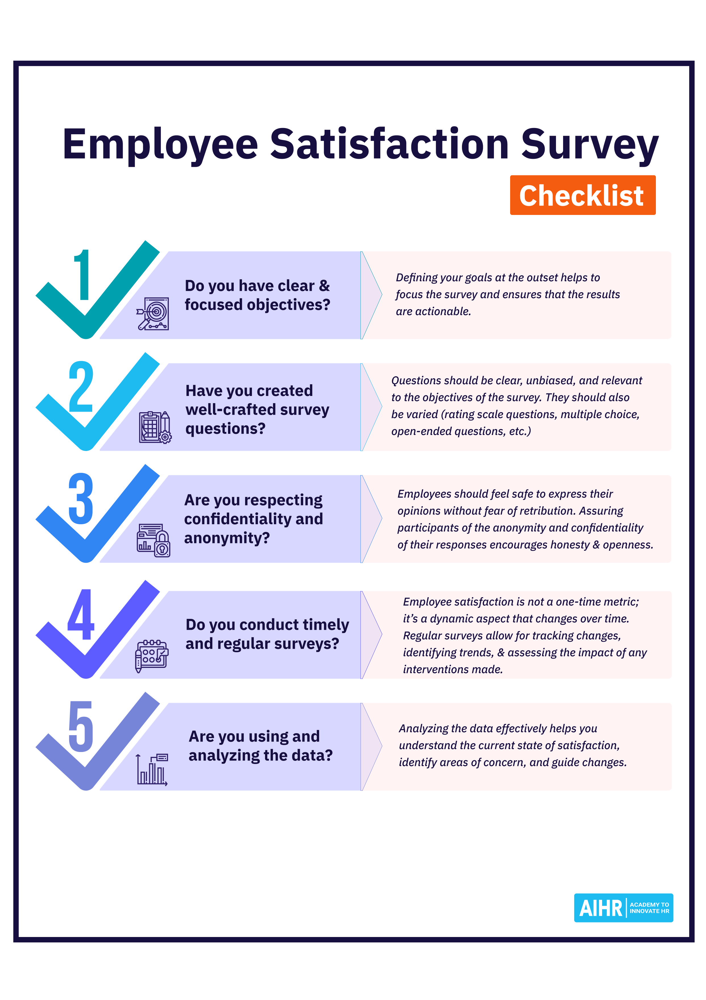 Employee Satisfaction Survey
Checklist
1
Do you have clear &
focused objectives?
Defining your goals at the outset helps to
focus the survey and ensures that the results
are actionable.
2
Have you created
well-crafted survey
questions?
Questions should be clear, unbiased, and relevant
to the objectives of the survey. They should also
be varied (rating scale questions, multiple choice,
open-ended questions, etc.)
3
Are you respecting
confidentiality and
anonymity?
Employees should feel safe to express their
opinions without fear of retribution. Assuring
participants of the anonymity and confidentiality
of their responses encourages honesty & openness.
4
Do you conduct timely
and regular surveys?
Employee satisfaction is not a one-time metric;
it’s a dynamic aspect that changes over time.
Regular surveys allow for tracking changes,
identifying trends, & assessing the impact of any
interventions made.
5
Are you using and
analyzing the data?
Analyzing the data effectively helps you
understand the current state of satisfaction,
identify areas of concern, and guide changes.
AIHR
ACADEMY TO
INNOVATE HR